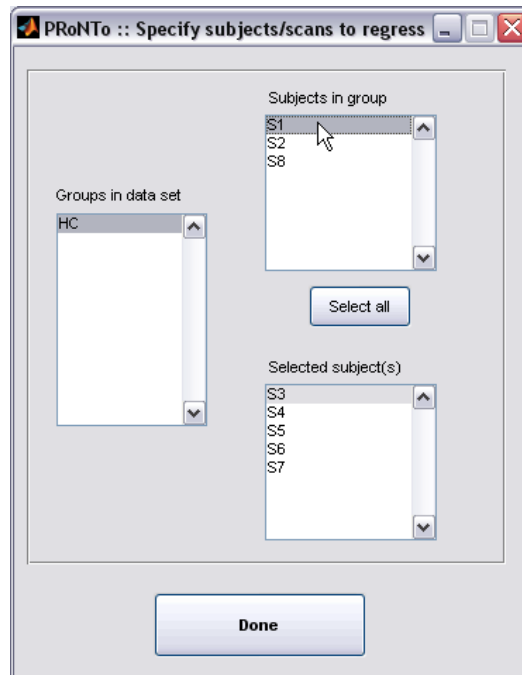 PRoNTo :: Specify subjects/scans to regress
Subjects in group
S1
S2
S8
Groups in data set
HC
Select all
Selected subject(s)
S3
S4
S5
S6
S7
Done